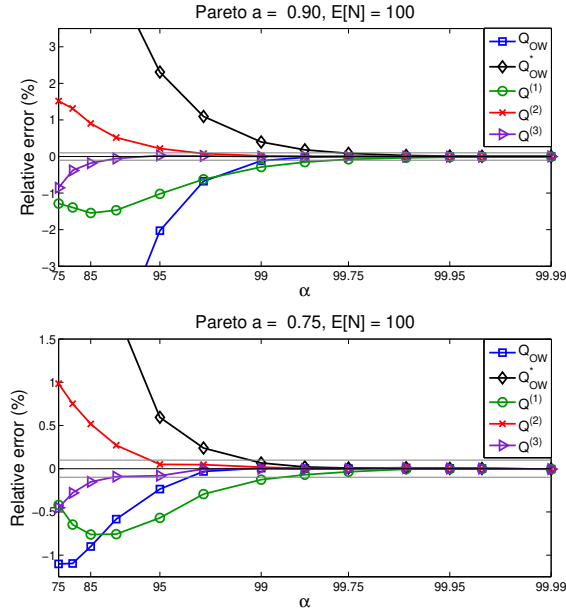 Pareto a = 0.90, E[N] = 100
Relative error (%)
3
2
1
0
-1
-2
-3
75
85
95
99
99.75
99.95
99.99
α
Q_OW
Q*_OW
Q^(1)
Q^(2)
Q^(3)
Pareto a = 0.75, E[N] = 100
Relative error (%)
1.5
1
0.5
0
-0.5
-1
75
85
95
99
99.75
99.95
99.99
α
Q_OW
Q*_OW
Q^(1)
Q^(2)
Q^(3)